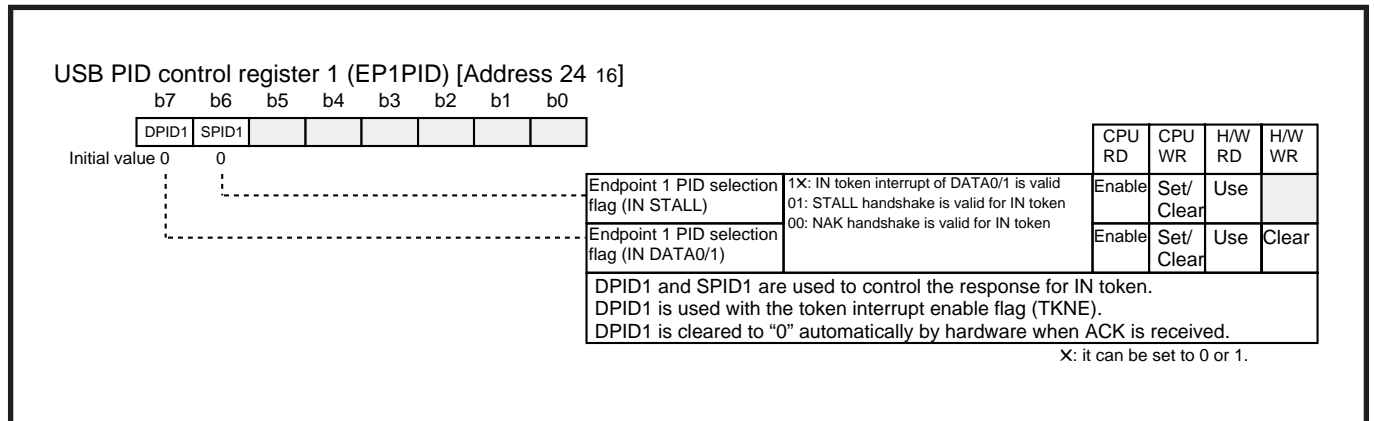 USB PID control register 1 (EP1PID) [Address 24 16]
b7 b6 b5 b4 b3 b2 b1 b0
DPID1 SPID1
Initial value 0 0
CPU RD
CPU WR
H/W RD
H/W WR
Endpoint 1 PID selection
flag (IN STALL)
1X: IN token interrupt of DATA0/1 is valid
01: STALL handshake is valid for IN token
00: NAK handshake is valid for IN token
Enable
Set/
Clear
Use
Endpoint 1 PID selection
flag (IN DATA0/1)
Enable
Set/
Clear
Use
Clear
DPID1 and SPID1 are used to control the response for IN token.
DPID1 is used with the token interrupt enable flag (TKNE).
DPID1 is cleared to “0” automatically by hardware when ACK is received.
X: it can be set to 0 or 1.